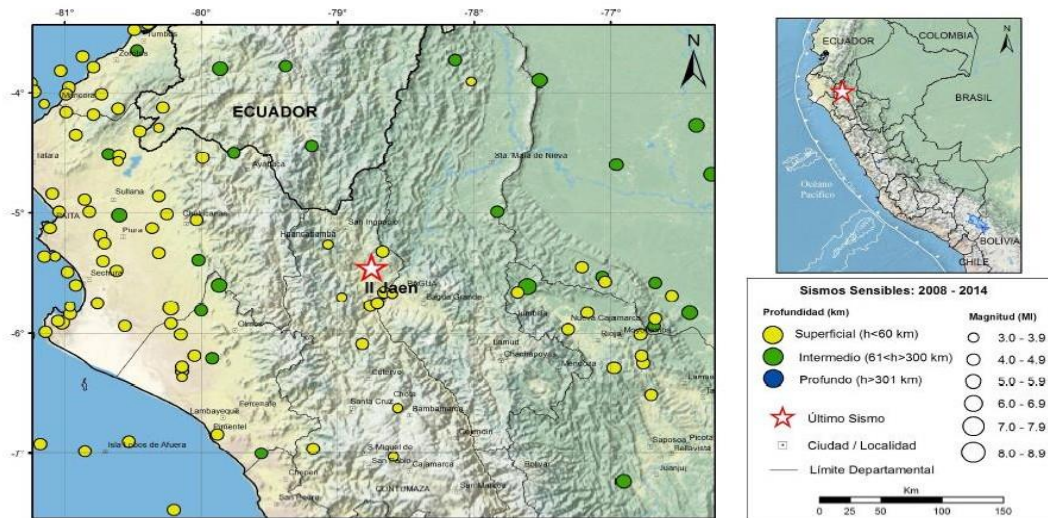 -81°
-80°
-79°
-78°
-77°
Tumbes
Zorritos
N
Mancora
-4°
ECUADOR
Talara
Ayabaca
Sta. María de Nieva
Sullana
-5°
PAITA
Chulucanas
San Ingnacio
Piura
Huancabamba
Sechura
II Jaen
BAGUA
Bagua Grande
Jumbilla
Nueva Cajamarca
Olmos
Rioja
Moyobamba
-6°
Lamud
Chachapoyas
Mendoza
Cutervo
Chota
Santa Cruz
Bambamarca
Lambayeque
Ferreñafe
Pimentel
Celendin
Saposoa
Picota
Bellavista
Isla Lobos de Afuera
S Miguel de
San Pablo
Cajamarca
Bolivar
Juanjui
-7°
Chepen
San Pedro
CONTUMAZA
San Marcos
ECUADOR
COLOMBIA
N
BRASIL
Océano
Pacífico
BOLIVIA
CHILE
Sismos Sensibles: 2008 - 2014
Profundidad (km)
Magnitud (Ml)
Superficial (h<60 km)
3.0 - 3.9
Intermedio (61<h>300 km)
4.0 - 4.9
Profundo (h>301 km)
5.0 - 5.9
6.0 - 6.9
Último Sismo
7.0 - 7.9
Ciudad / Localidad
8.0 - 8.9
Límite Departamental
Km
0 25 50 100 150